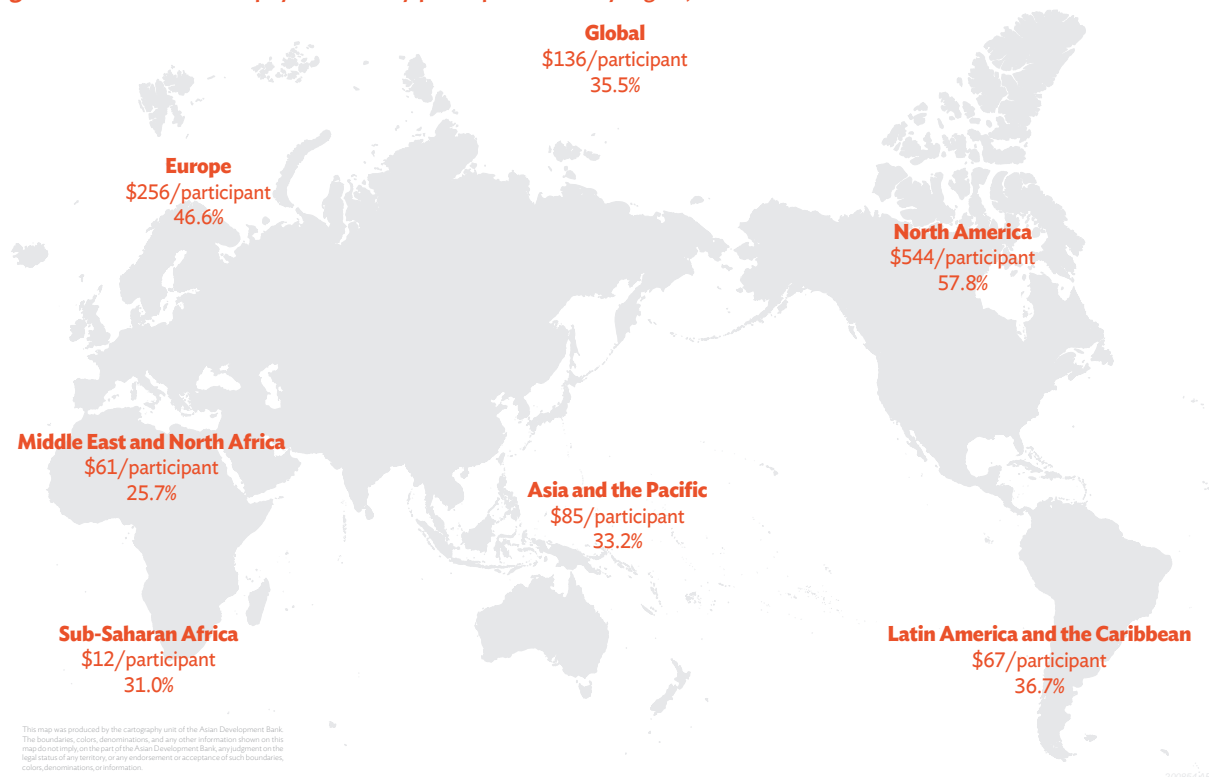 Global
$136/participant
35.5%
Europe
$256/participant
46.6%
North America
$544/participant
57.8%
Middle East and North Africa
$61/participant
25.7%
Asia and the Pacific
$85/participant
33.2%
Sub-Saharan Africa
$12/participant
31.0%
Latin America and the Caribbean
$67/participant
36.7%
This map was produced by the cartography unit of the Asian Development Bank.
The boundaries, colors, denominations, and any other information shown on this
map do not imply, on the part of the Asian Development Bank, any judgment on the
legal status of any territory, or any endorsement or acceptance of such boundaries,
colors, denominations, or information.